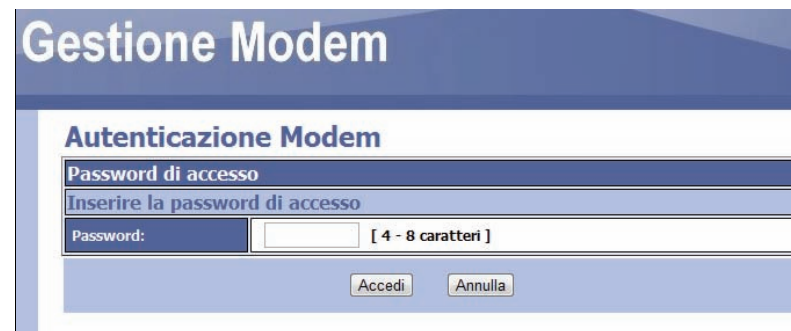 Gestione Modem
Autenticazione Modem
Password di accesso
Inserire la password di accesso
Password: [ 4 - 8 caratteri ]
Accedi Annulla